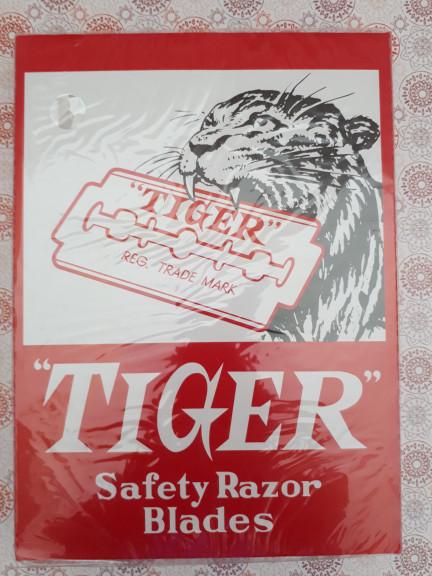 "TIGER"
REG. TRADE MARK
"TIGER"
Safety Razor
Blades